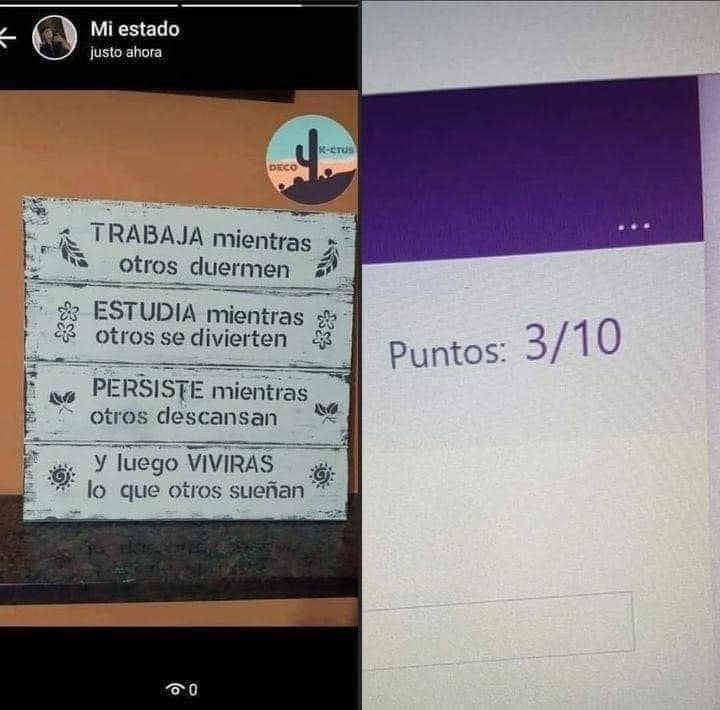 Mi estado
justo ahora
DECO
K-CTUS
TRABAJA mientras
otros duermen
ESTUDIA mientras
otros se divierten
PERSISTE mientras
otros descansan
y luego VIVIRAS
lo que otros sueñan
0
...
Puntos: 3/10